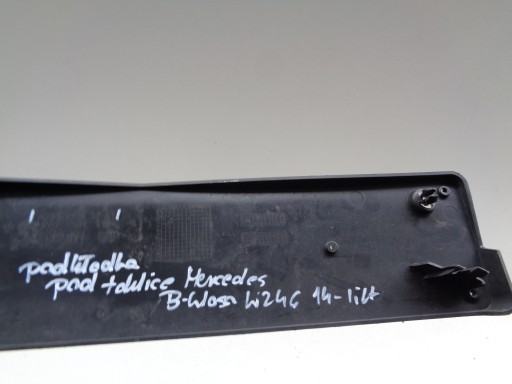 podkładka
pod tablice Mercedes
B-klasa W246 14- lift